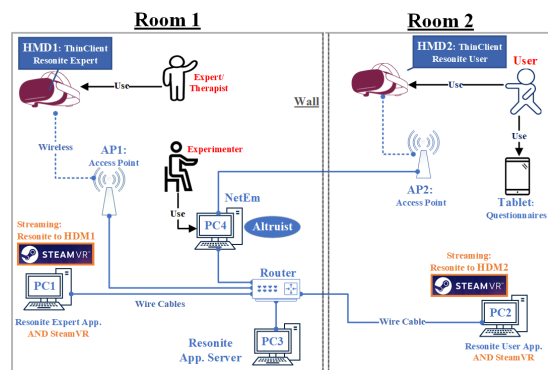 Room 1
Room 2
HMD1: ThinClient
Resonite Expert
HMD2: ThinClient
Resonite User
User
Use
Expert/
Therapist
Use
Wall
Use
Wireless
AP1:
Access Point
Experimenter
AP2:
Access Point
Tablet:
Questionnaires
NetEm
Use
PC4
Altruist
Streaming:
Resonite to HDM1
STEAMVR™
Streaming:
Resonite to HDM2
STEAMVR™
Router
PC1
Wire Cables
Wire Cable
PC2
Resonite Expert App.
AND SteamVR
Resonite
App. Server
PC3
Resonite User App.
AND SteamVR